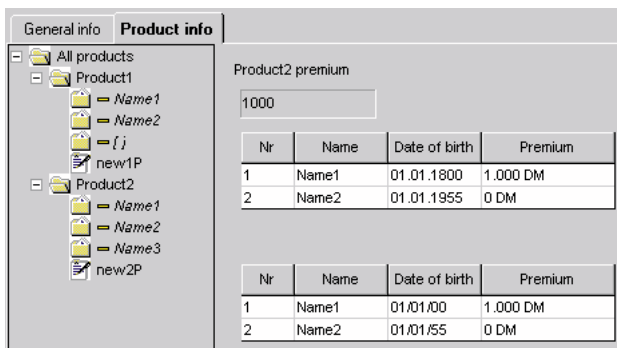 General info Product info
All products
Product1
Name1
Name2
[ ]
new1P
Product2
Name1
Name2
Name3
new2P
Product2 premium
1000
Nr Name Date of birth Premium
1 Name1 01.01.1800 1.000 DM
2 Name2 01.01.1955 0 DM
Nr Name Date of birth Premium
1 Name1 01/01/00 1.000 DM
2 Name2 01/01/55 0 DM